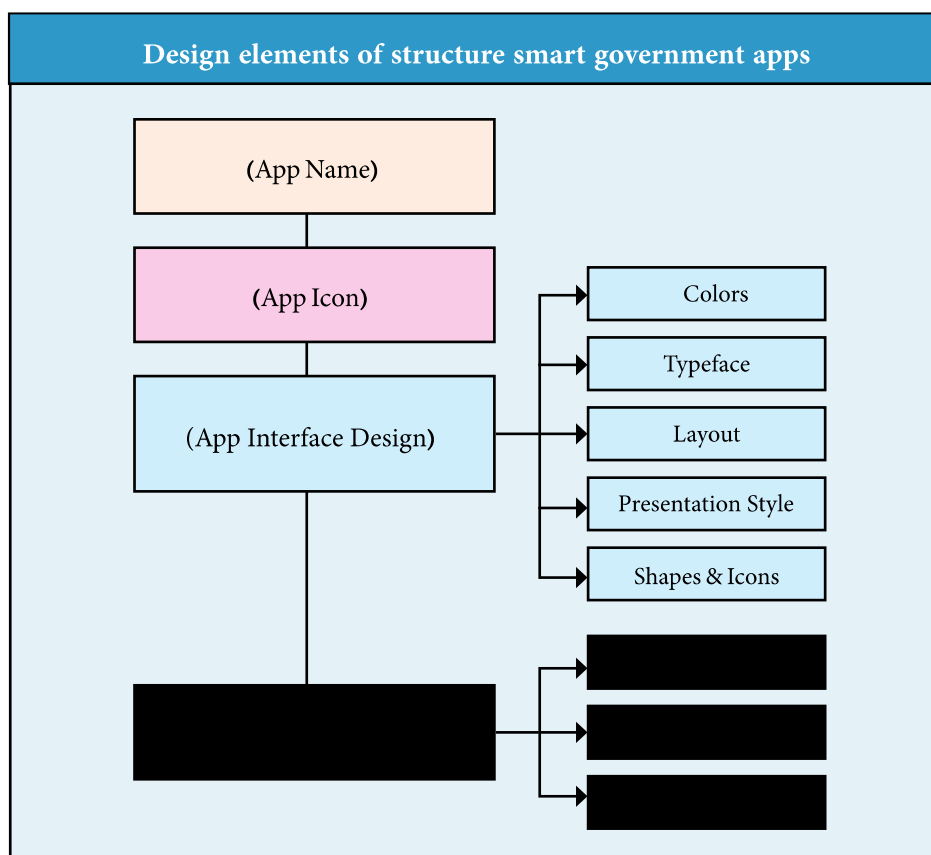 Design elements of structure smart government apps
(App Name)
(App Icon)
(App Interface Design)
Colors
Typeface
Layout
Presentation Style
Shapes & Icons